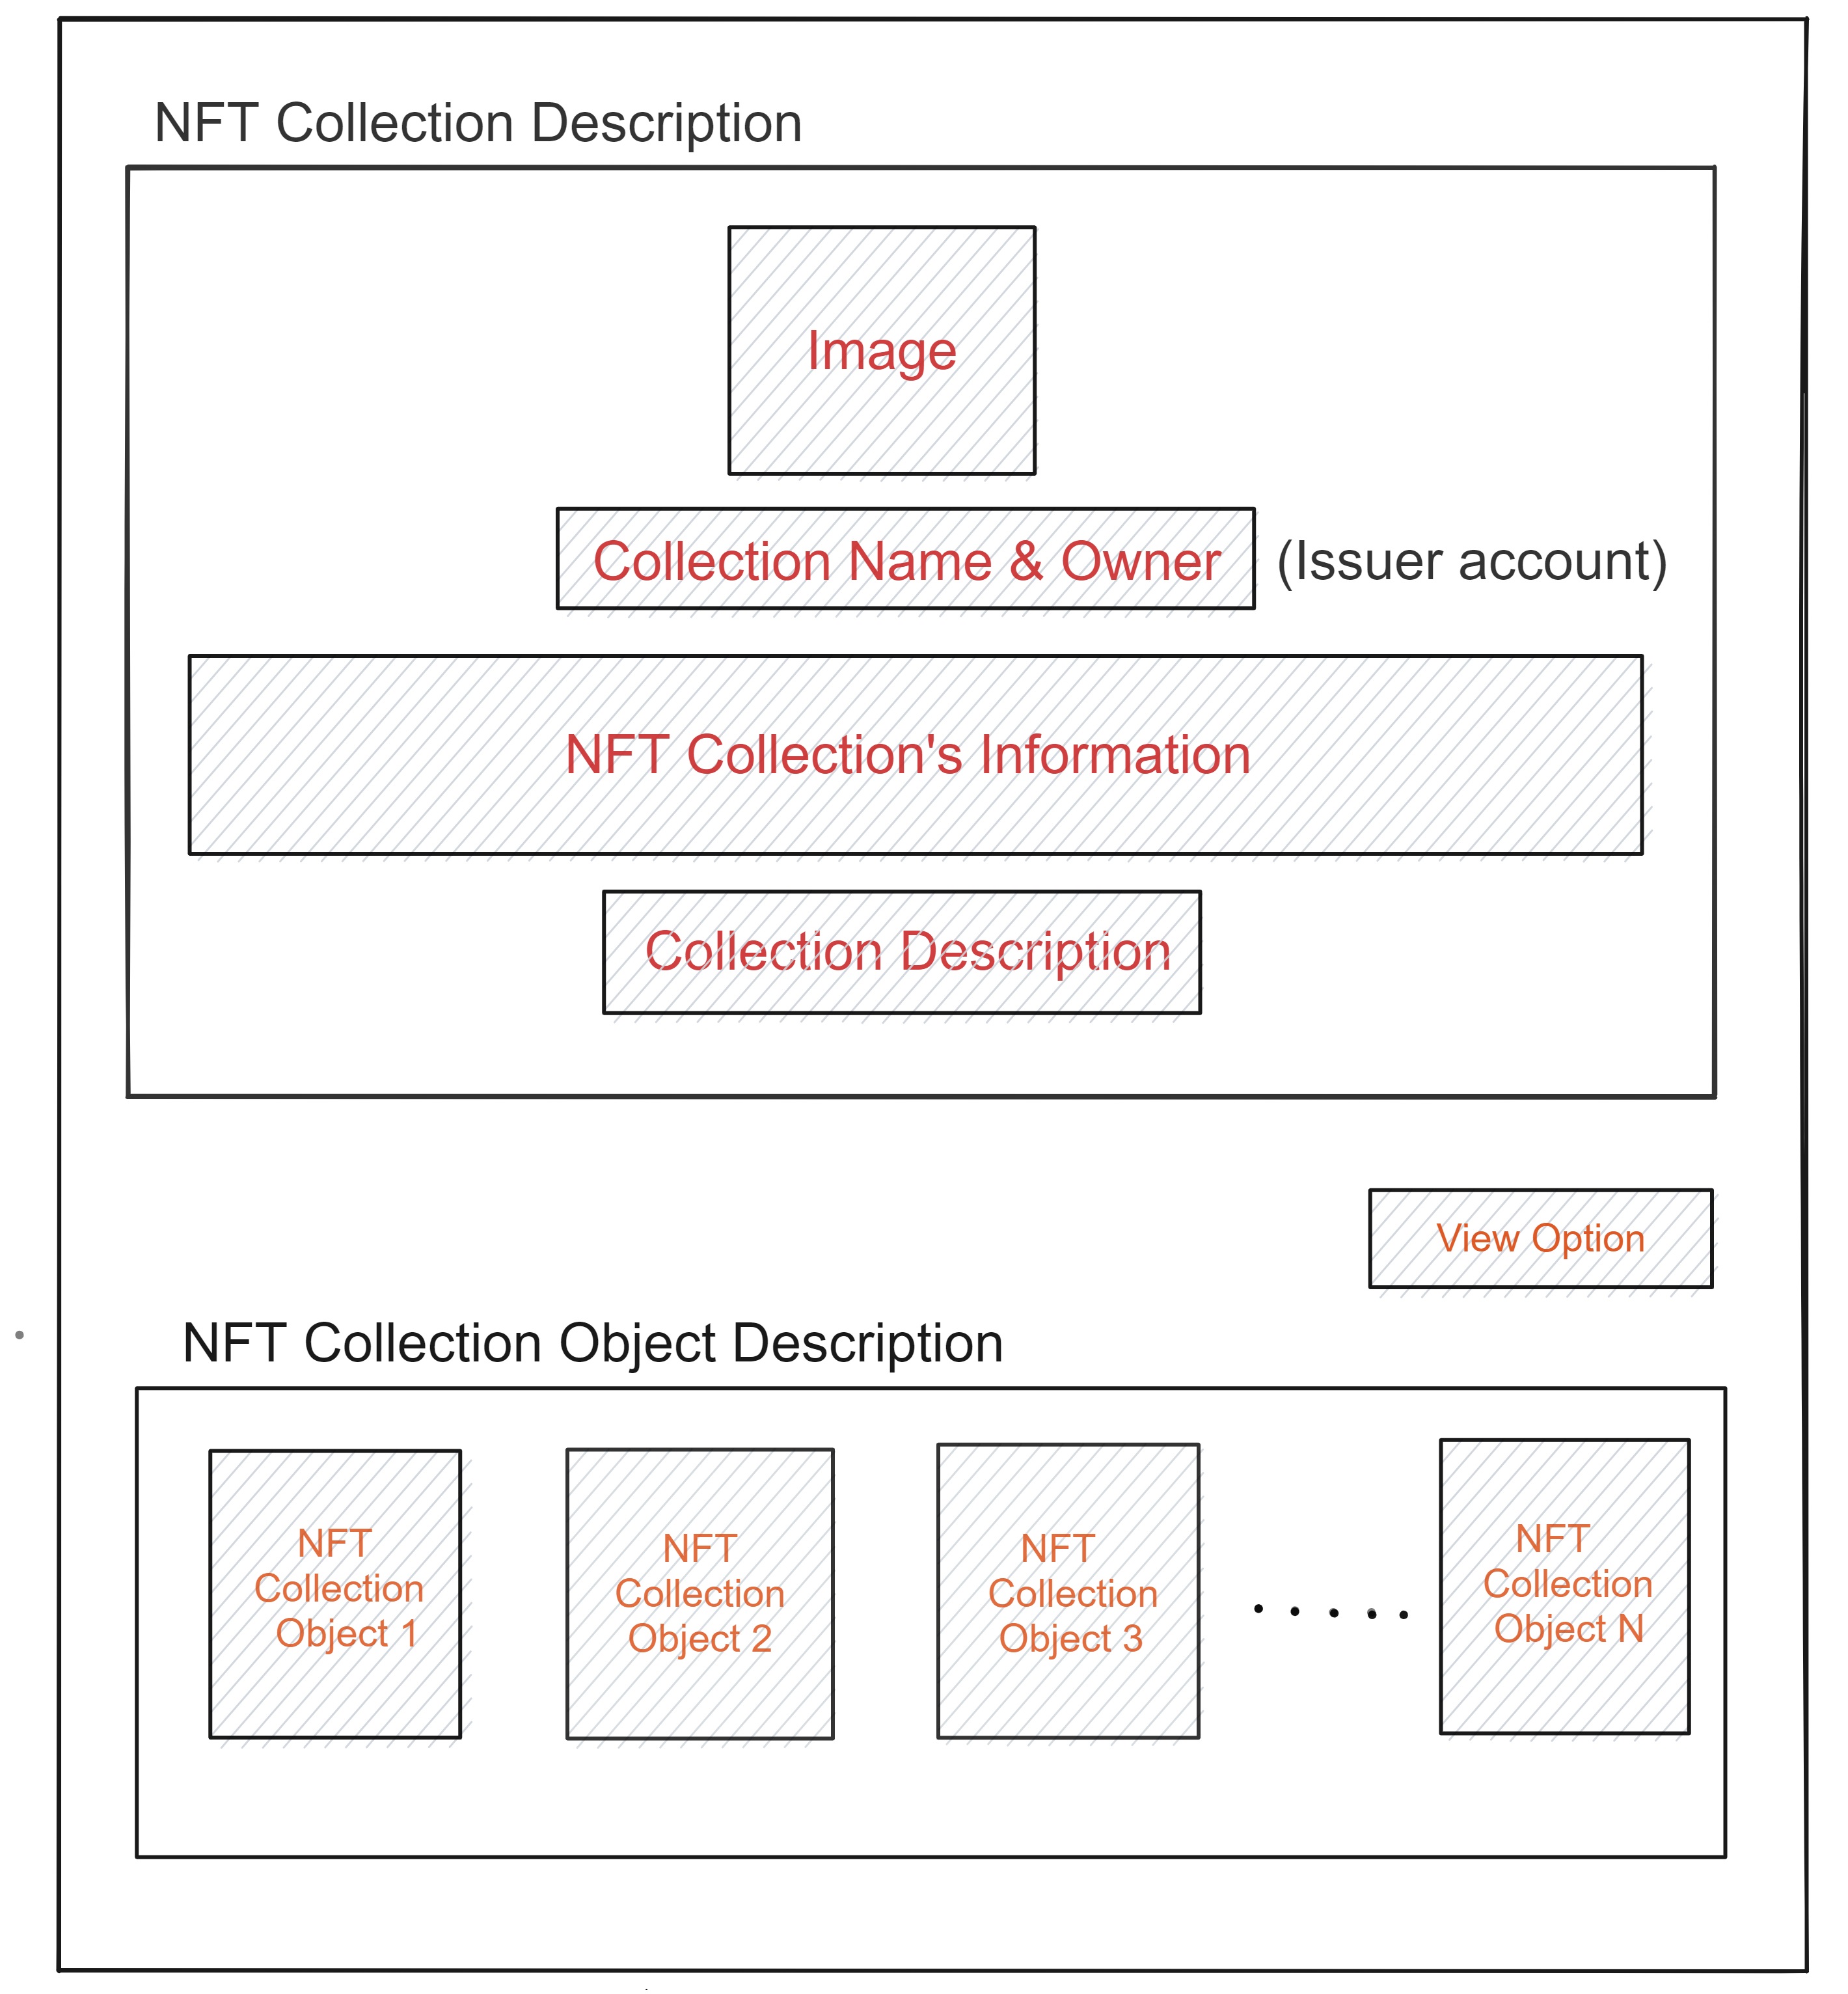 NFT Collection Description
Image
Collection Name & Owner (Issuer account)
NFT Collection's Information
Collection Description
View Option
NFT Collection Object Description
NFT
Collection
Object 1
NFT
Collection
Object 2
NFT
Collection
Object 3
. . . . .
NFT
Collection
Object N